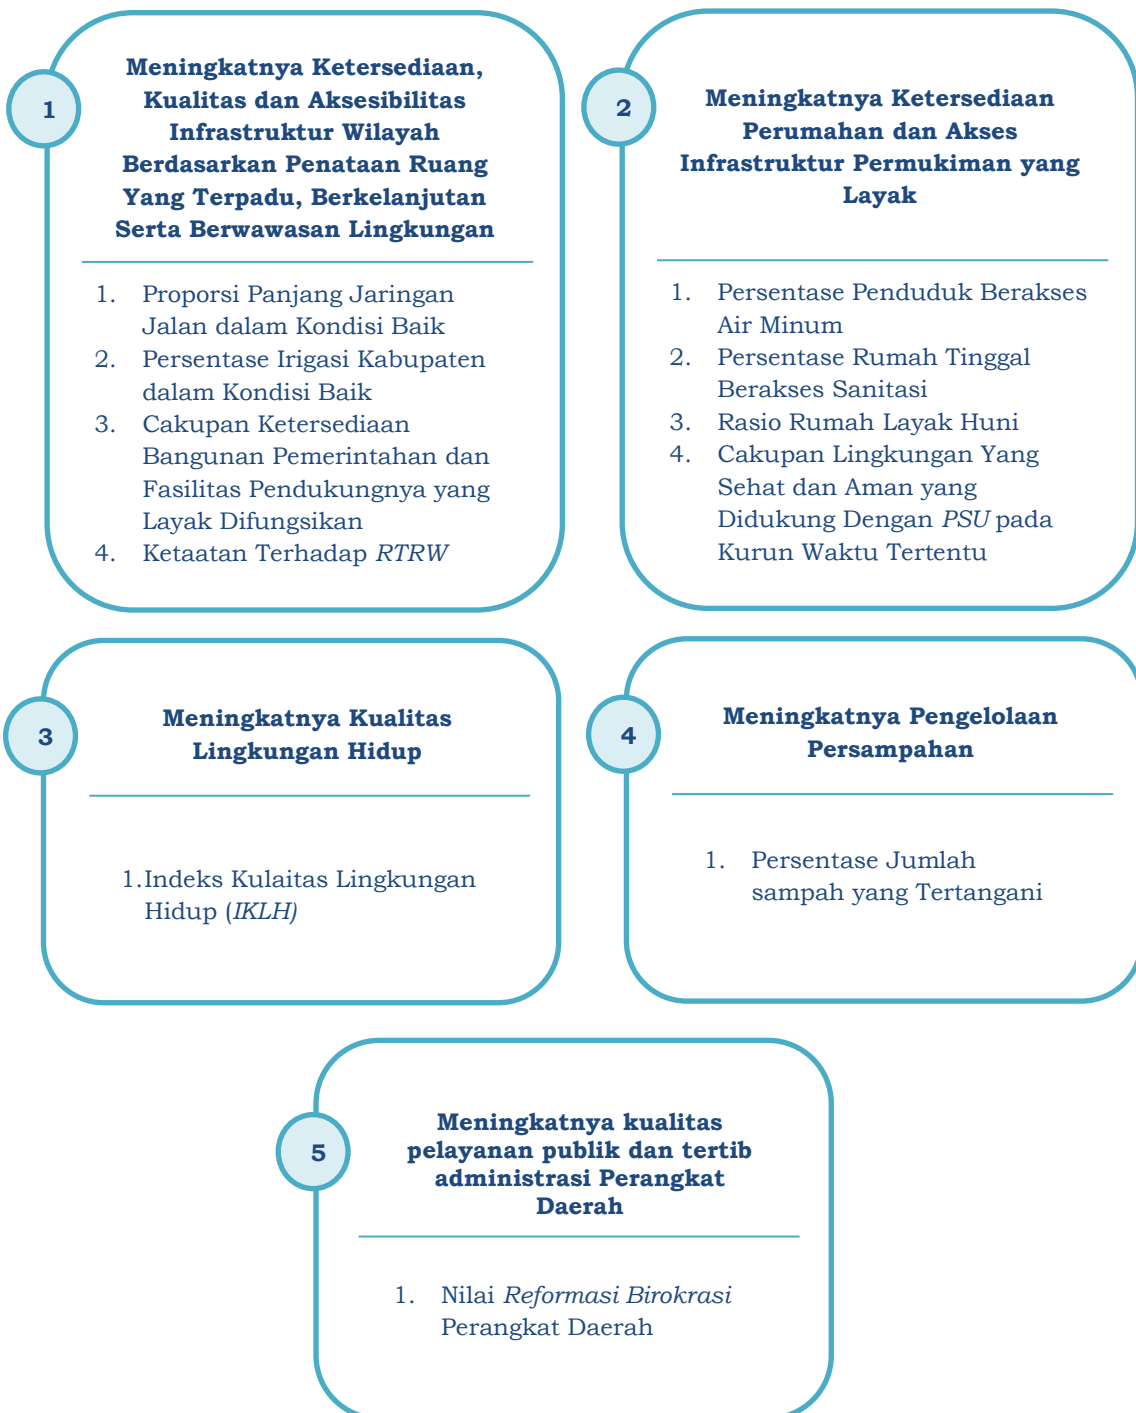 1
Meningkatnya Ketersediaan,
Kualitas dan Aksesibilitas
Infrastruktur Wilayah
Berdasarkan Penataan Ruang
Yang Terpadu, Berkelanjutan
Serta Berwawasan Lingkungan
1. Proporsi Panjang Jaringan
Jalan dalam Kondisi Baik
2. Persentase Irigasi Kabupaten
dalam Kondisi Baik
3. Cakupan Ketersediaan
Bangunan Pemerintahan dan
Fasilitas Pendukungnya yang
Layak Difungsikan
4. Ketaatan Terhadap RTRW
2
Meningkatnya Ketersediaan
Perumahan dan Akses
Infrastruktur Permukiman yang
Layak
1. Persentase Penduduk Berakses
Air Minum
2. Persentase Rumah Tinggal
Berakses Sanitasi
3. Rasio Rumah Layak Huni
4. Cakupan Lingkungan Yang
Sehat dan Aman yang
Didukung Dengan PSU pada
Kurun Waktu Tertentu
3
Meningkatnya Kualitas
Lingkungan Hidup
1.Indeks Kulaitas Lingkungan
Hidup (IKLH)
4
Meningkatnya Pengelolaan
Persampahan
1. Persentase Jumlah
sampah yang Tertangani
5
Meningkatnya kualitas
pelayanan publik dan tertib
administrasi Perangkat
Daerah
1. Nilai Reformasi Birokrasi
Perangkat Daerah